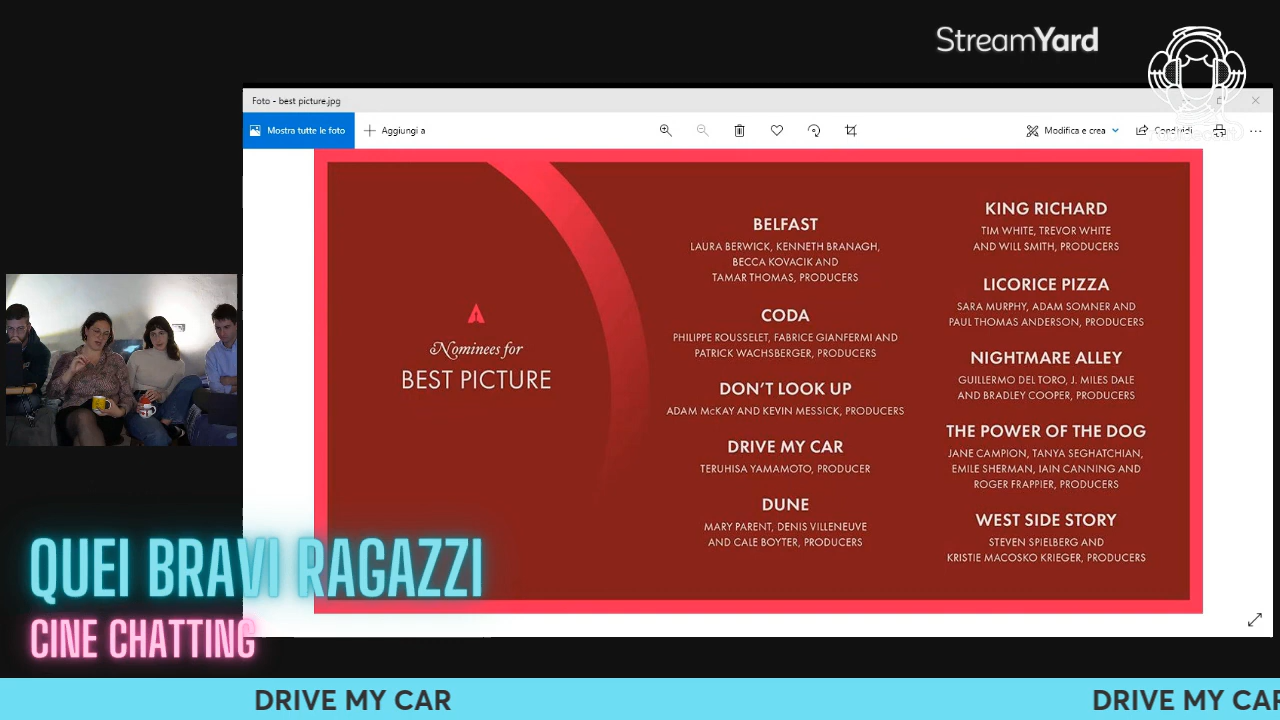 StreamYard
Foto - best picture.jpg
Mostra tutte le foto
Aggiungi a
Modifica e crea
Condividi
Nominees for
BEST PICTURE
BELFAST
LAURA BERWICK, KENNETH BRANAGH,
BECCA KOVACIK AND
TAMAR THOMAS, PRODUCERS
CODA
PHILIPPE ROUSSELET, FABRICE GIANFERMI AND
PATRICK WACHSBERGER, PRODUCERS
DON'T LOOK UP
ADAM McKAY AND KEVIN MESSICK, PRODUCERS
DRIVE MY CAR
TERUHISA YAMAMOTO, PRODUCER
DUNE
MARY PARENT, DENIS VILLENEUVE
AND CALE BOYTER, PRODUCERS
KING RICHARD
TIM WHITE, TREVOR WHITE
AND WILL SMITH, PRODUCERS
LICORICE PIZZA
SARA MURPHY, ADAM SOMNER AND
PAUL THOMAS ANDERSON, PRODUCERS
NIGHTMARE ALLEY
GUILLERMO DEL TORO, J. MILES DALE
AND BRADLEY COOPER, PRODUCERS
THE POWER OF THE DOG
JANE CAMPION, TANYA SEGHATCHIAN,
EMILE SHERMAN, IAIN CANNING AND
ROGER FRAPPIER, PRODUCERS
WEST SIDE STORY
STEVEN SPIELBERG AND
KRISTIE MACOSKO KRIEGER, PRODUCERS
QUEI BRAVI RAGAZZI
CINE CHATTING
DRIVE MY CAR DRIVE MY CAR